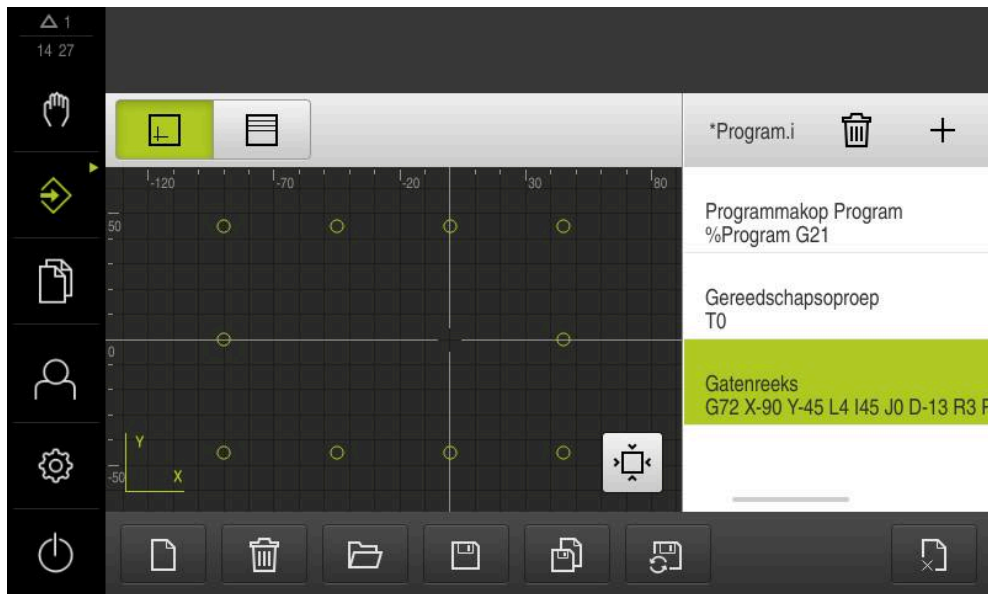 1
14 27
*Program.i
-120 -70 -20 30 80
50
0
-50
Y
X
Programmakop Program
%Program G21
Gereedschapsoproep
T0
Gatenreeks
G72 X-90 Y-45 L4 I45 J0 D-13 R3